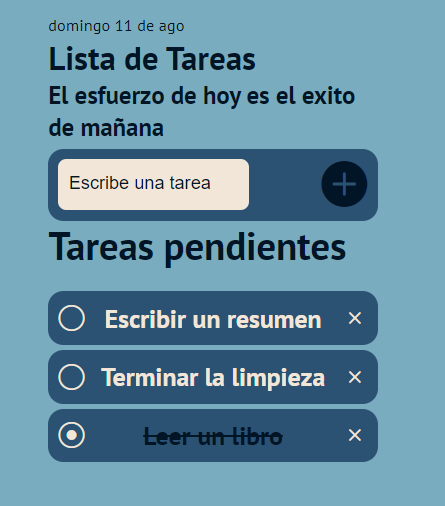 domingo 11 de ago
Lista de Tareas
El esfuerzo de hoy es el exito
de mañana
Escribe una tarea
Tareas pendientes
Escribir un resumen
Terminar la limpieza
Leer un libro